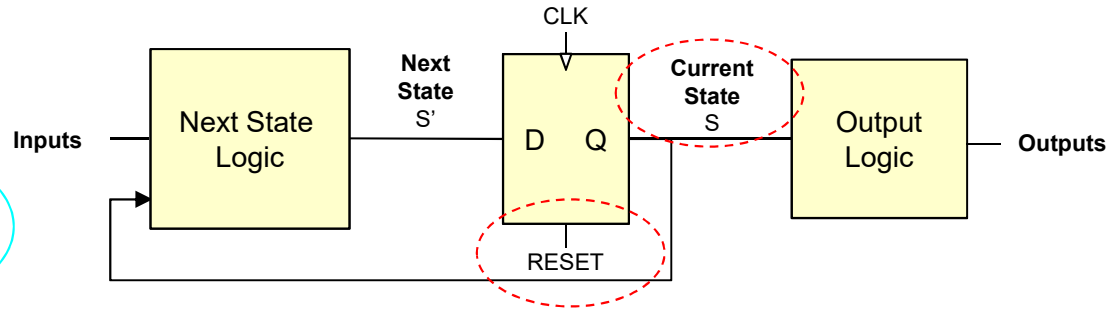 CLK
Inputs
Next State
Logic
Next
State
S'
D Q
RESET
Current
State
S
Output
Logic
Outputs